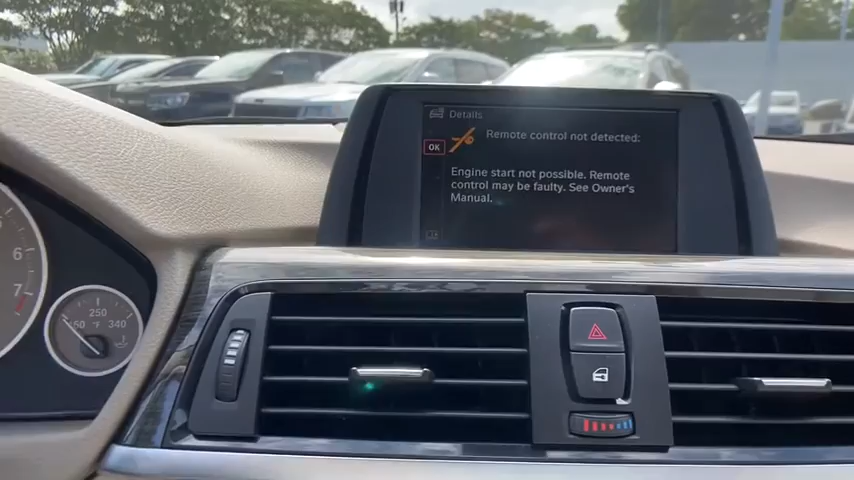 Details
Remote control not detected:
OK
Engine start not possible. Remote
control may be faulty. See Owner's
Manual.
6
7
250
150 °F 340